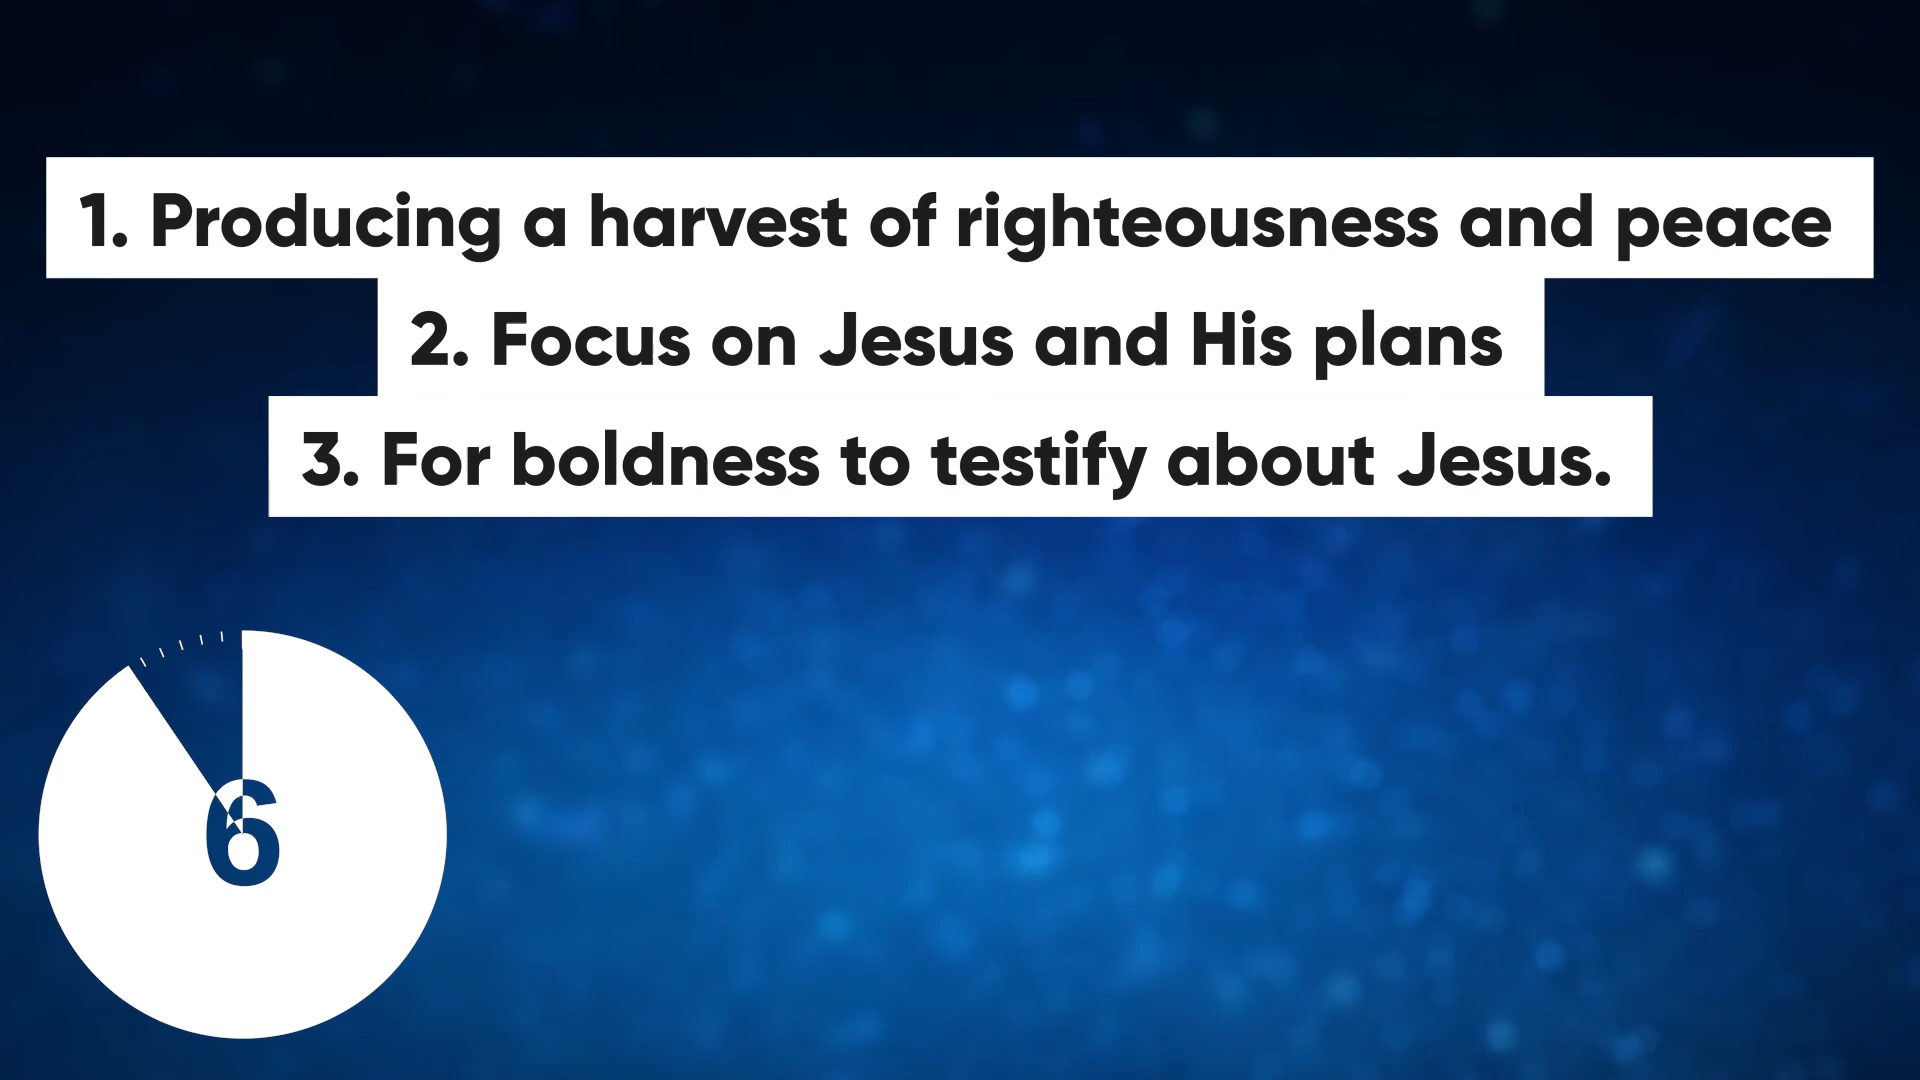 1. Producing a harvest of righteousness and peace
2. Focus on Jesus and His plans
3. For boldness to testify about Jesus.
6